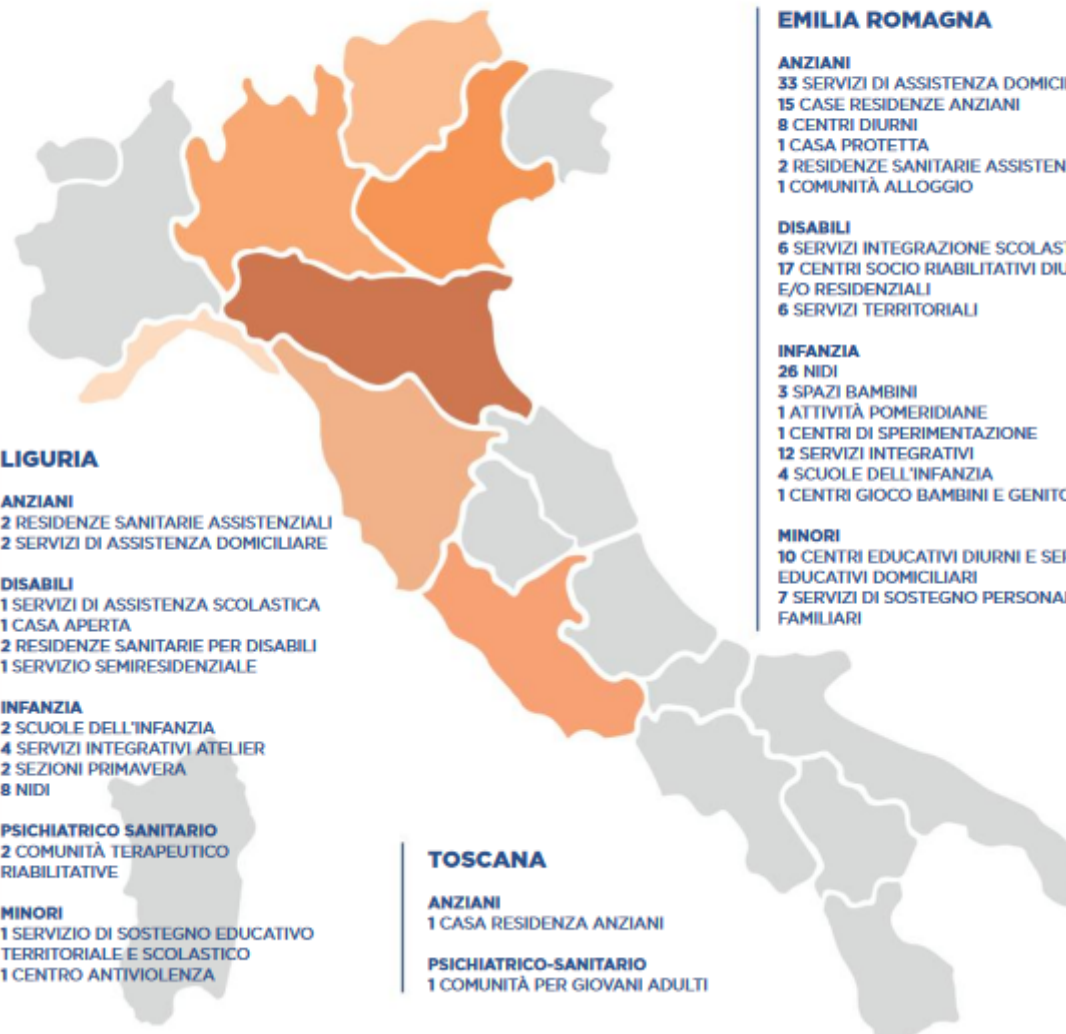 EMILIA ROMAGNA
ANZIANI
33 SERVIZI DI ASSISTENZA
15 CASE RESIDENZE ANZIANI
8 CENTRI DIURNI
1 CASA PROTETTA
2 RESIDENZE SANITARIE
1 COMUNITÀ ALLOGGIO
DISABILI
6 SERVIZI INTEGRAZIONE
17 CENTRI SOCIO RIABILITATIVI
E/O RESIDENZIALI
6 SERVIZI TERRITORIALI
INFANZIA
26 NIDI
3 SPAZI BAMBINI
1 ATTIVITÀ POMERIDIANE
1 CENTRI DI SPERIMENTAZIONE
12 SERVIZI INTEGRATIVI
4 SCUOLE DELL'INFANZIA
1 CENTRI GIOCO BAMBINI E
MINORI
10 CENTRI EDUCATIVI DIURNI E
EDUCATIVI DOMICILIARI
7 SERVIZI DI SOSTEGNO
FAMILIARI
LIGURIA
ANZIANI
2 RESIDENZE SANITARIE ASSISTENZIALI
2 SERVIZI DI ASSISTENZA DOMICILIARE
DISABILI
1 SERVIZI DI ASSISTENZA SCOLASTICA
1 CASA APERTA
2 RESIDENZE SANITARIE PER DISABILI
1 SERVIZIO SEMIRESIDENZIALE
INFANZIA
2 SCUOLE DELL'INFANZIA
4 SERVIZI INTEGRATIVI ATELIER
2 SEZIONI PRIMAVERA
8 NIDI
PSICHIATRICO SANITARIO
2 COMUNITÀ TERAPEUTICO
RIABILITATIVE
MINORI
1 SERVIZIO DI SOSTEGNO EDUCATIVO
TERRITORIALE E SCOLASTICO
1 CENTRO ANTIVIOLENZA
TOSCANA
ANZIANI
1 CASA RESIDENZA ANZIANI
PSICHIATRICO-SANITARIO
1 COMUNITÀ PER GIOVANI ADULTI